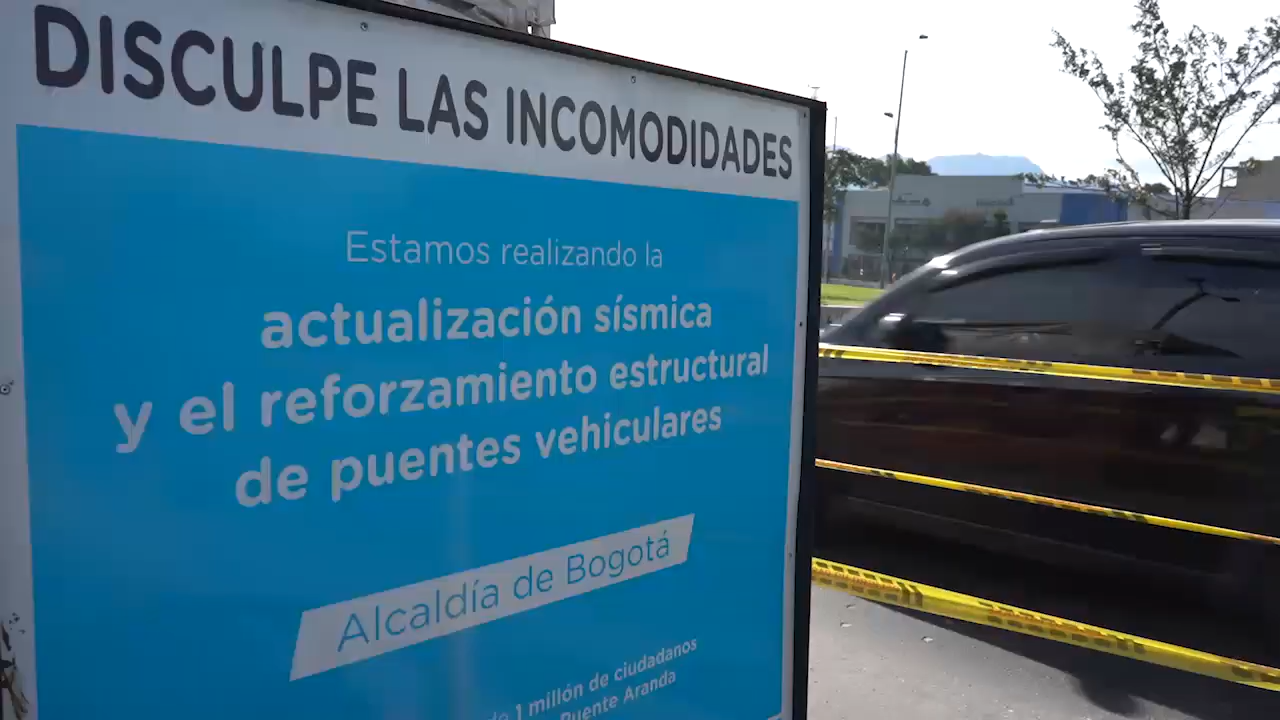 DISCULPE LAS INCOMODIDADES
Estamos realizando la
actualización sísmica
y el reforzamiento estructural
de puentes vehiculares
Alcaldía de Bogotá
1 millón de ciudadanos
Puente Aranda